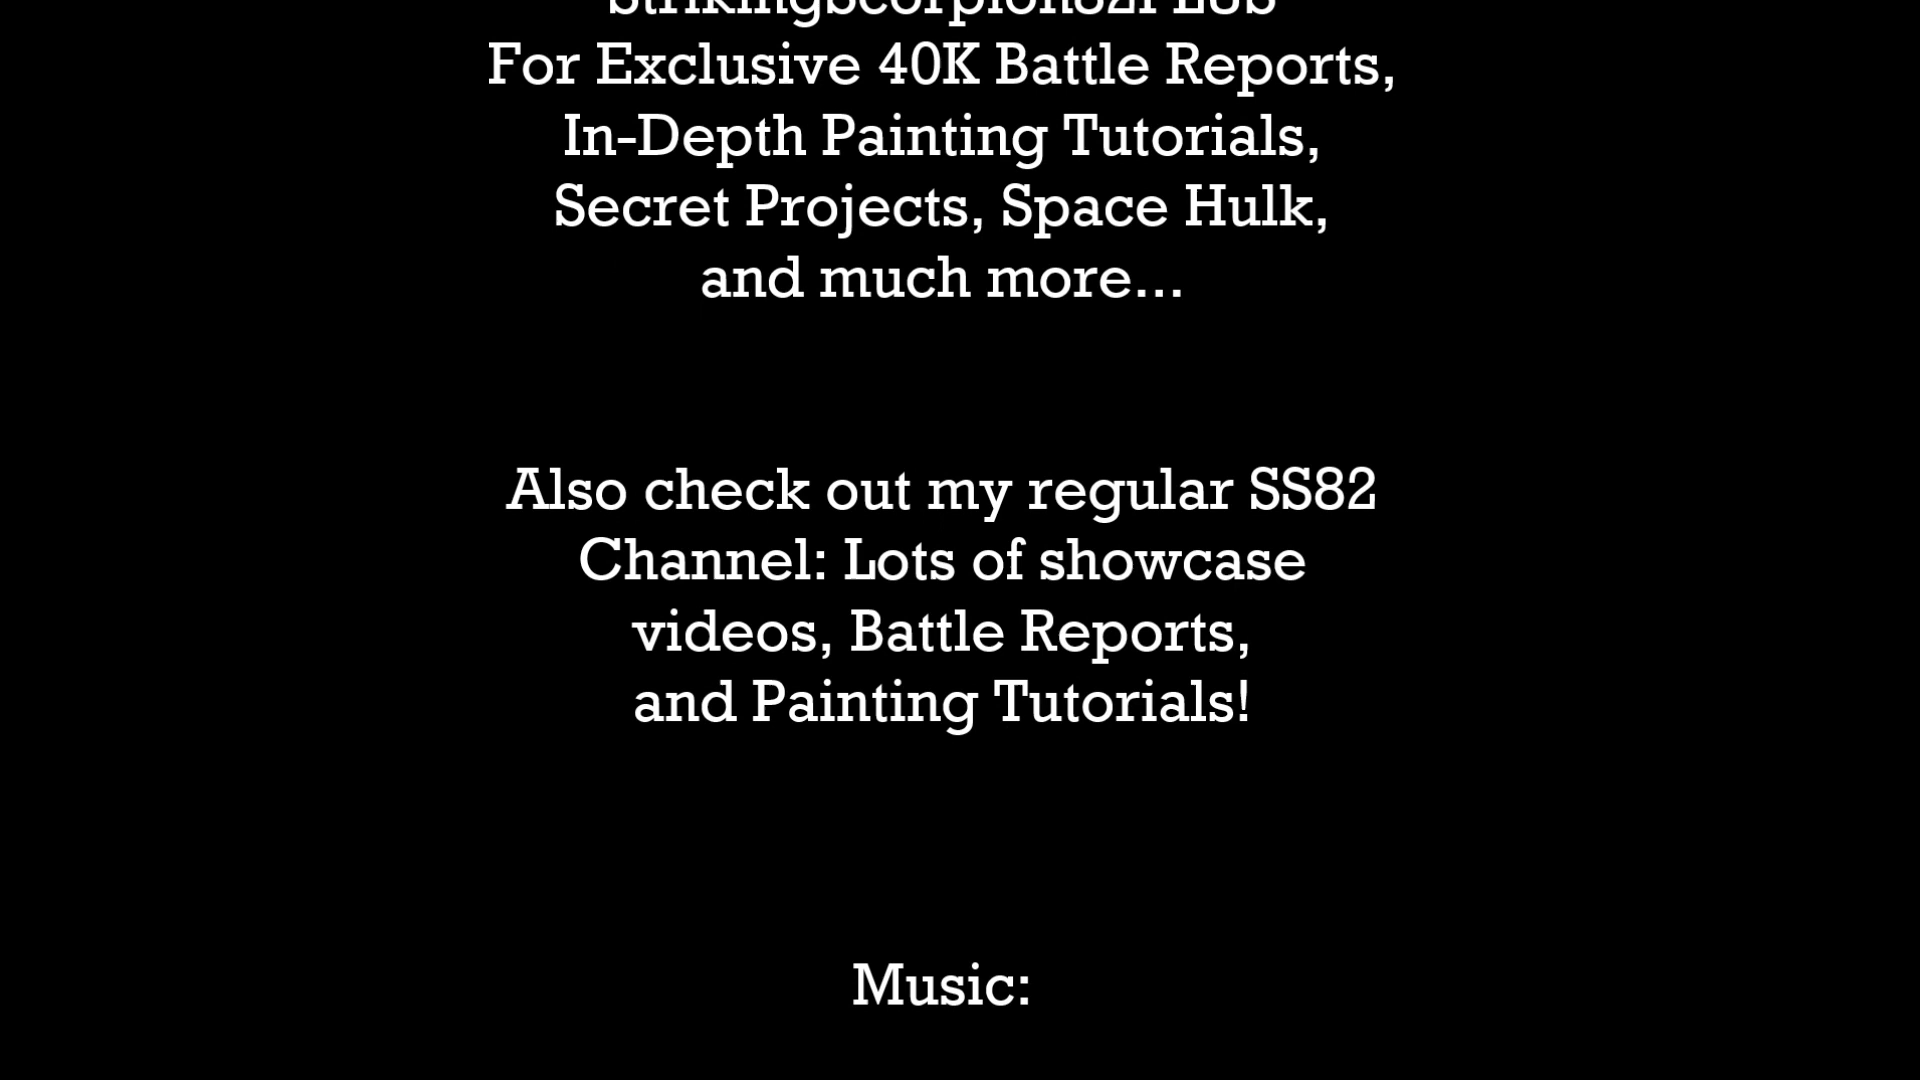 StrikingScorpion82PLUS
For Exclusive 40K Battle Reports,
In-Depth Painting Tutorials,
Secret Projects, Space Hulk,
and much more...
Also check out my regular SS82
Channel: Lots of showcase
videos, Battle Reports,
and Painting Tutorials!
Music: